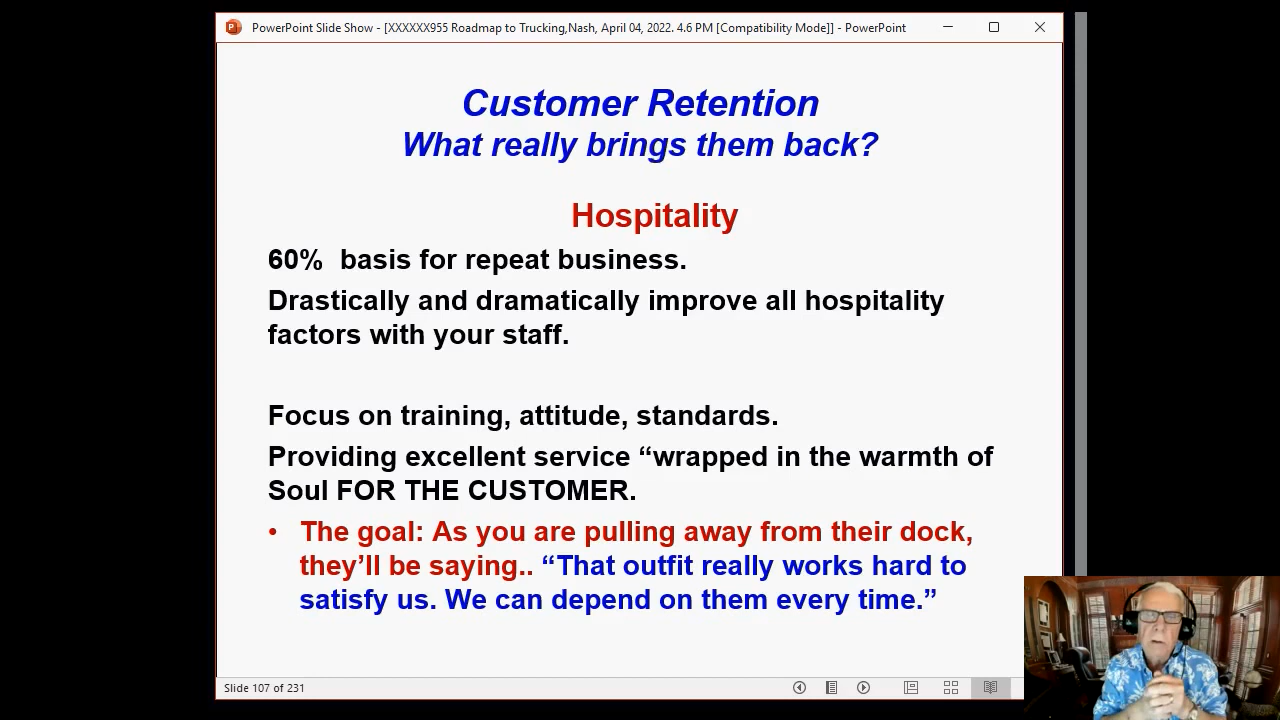 PowerPoint Slide Show - [XXXXXX955 Roadmap to Trucking,Nash, April 04, 2022. 4.6 PM [Compatibility Mode]] - PowerPoint
Customer Retention
What really brings them back?
Hospitality
60%  basis for repeat business.
Drastically and dramatically improve all hospitality
factors with your staff.
Focus on training, attitude, standards.
Providing excellent service “wrapped in the warmth of
Soul FOR THE CUSTOMER.
• The goal: As you are pulling away from their dock,
they’ll be saying.. “That outfit really works hard to
satisfy us. We can depend on them every time.”
Slide 107 of 231